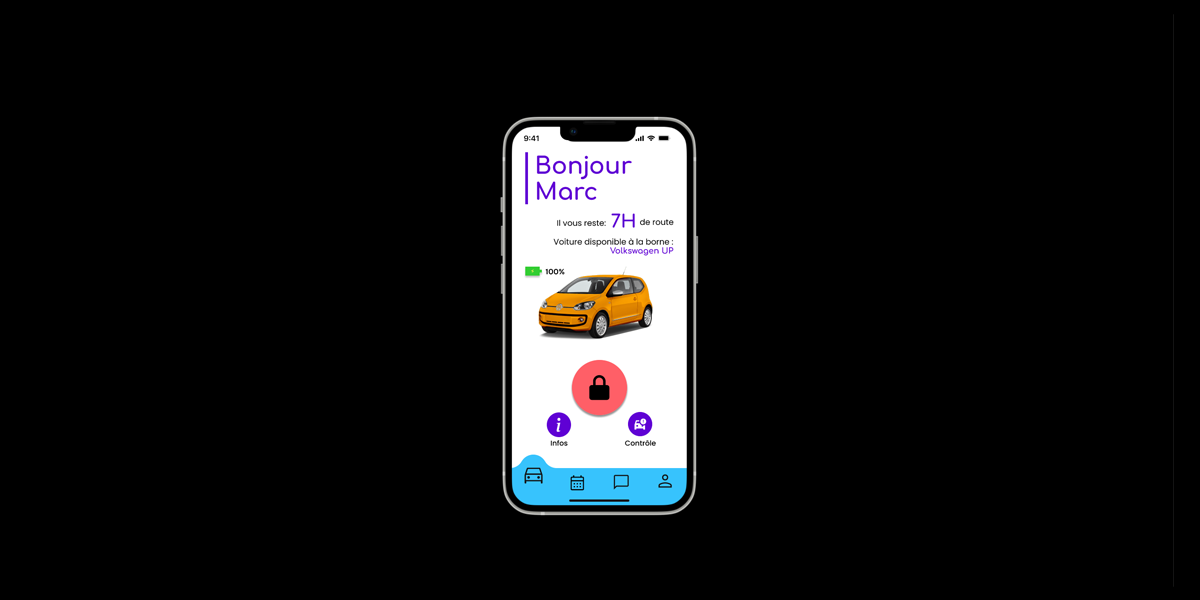 9:41
Bonjour
Marc
Il vous reste: 7H de route
Voiture disponible à la borne :
Volkswagen UP
100%
Infos
Contrôle